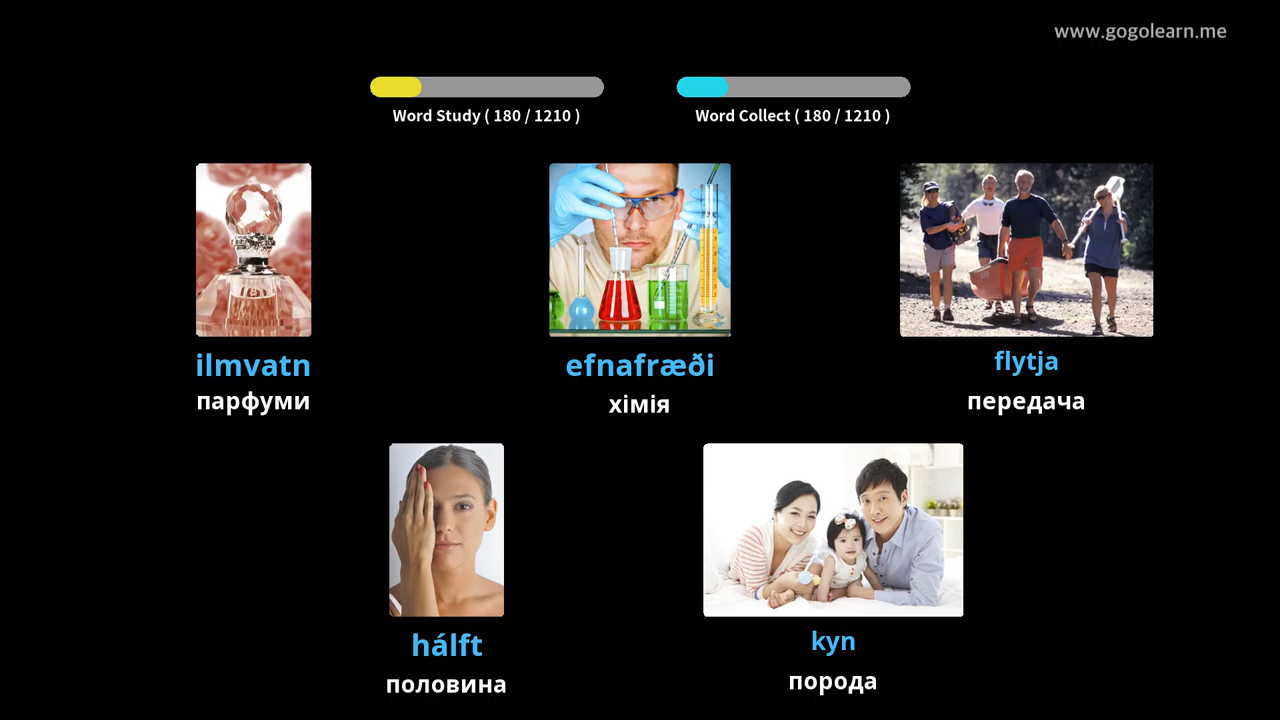 www.gogolearn.me
Word Study ( 180 / 1210 )
Word Collect ( 180 / 1210 )
ilmvatn
парфуми
efnafræði
хімія
flytja
передача
hálft
половина
kyn
порода